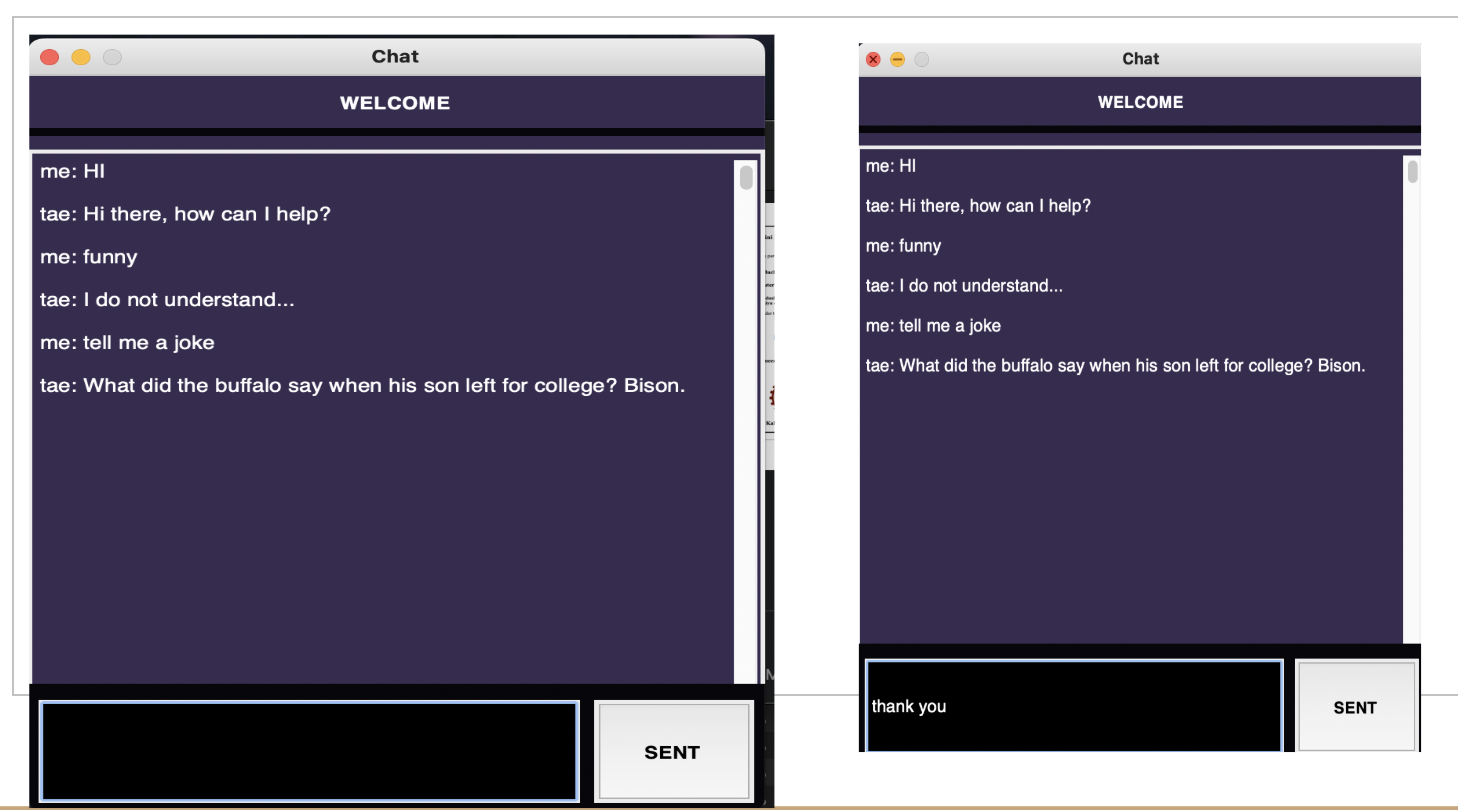 Chat
WELCOME
me: HI
tae: Hi there, how can I help?
me: funny
tae: I do not understand...
me: tell me a joke
tae: What did the buffalo say when his son left for college? Bison.
SENT
Chat
WELCOME
me: HI
tae: Hi there, how can I help?
me: funny
tae: I do not understand...
me: tell me a joke
tae: What did the buffalo say when his son left for college? Bison.
thank you
SENT